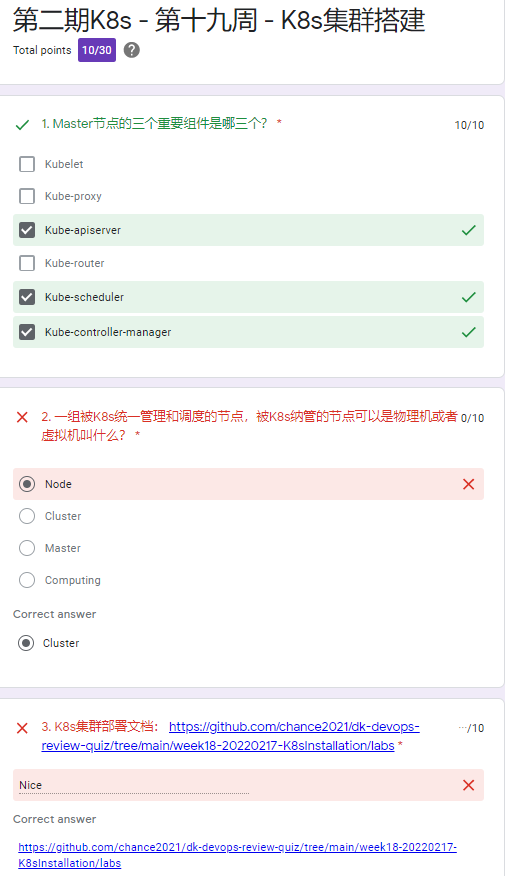 第二期K8s - 第十九周 - K8s集群搭建
Total points 10/30 ?
1. Master节点的三个重要组件是哪三个？ * 10/10
Kubelet
Kube-proxy
Kube-apiserver
Kube-router
Kube-scheduler
Kube-controller-manager
2. 一组被K8s统一管理和调度的节点，被K8s纳管的节点可以是物理机或者 0/10
虚拟机叫什么？ *
Node
Cluster
Master
Computing
Correct answer
Cluster
3. K8s集群部署文档： https://github.com/chance2021/dk-devops- ···/10
review-quiz/tree/main/week18-20220217-K8sInstallation/labs *
Nice
Correct answer
https://github.com/chance2021/dk-devops-review-quiz/tree/main/week18-20220217-
K8sInstallation/labs